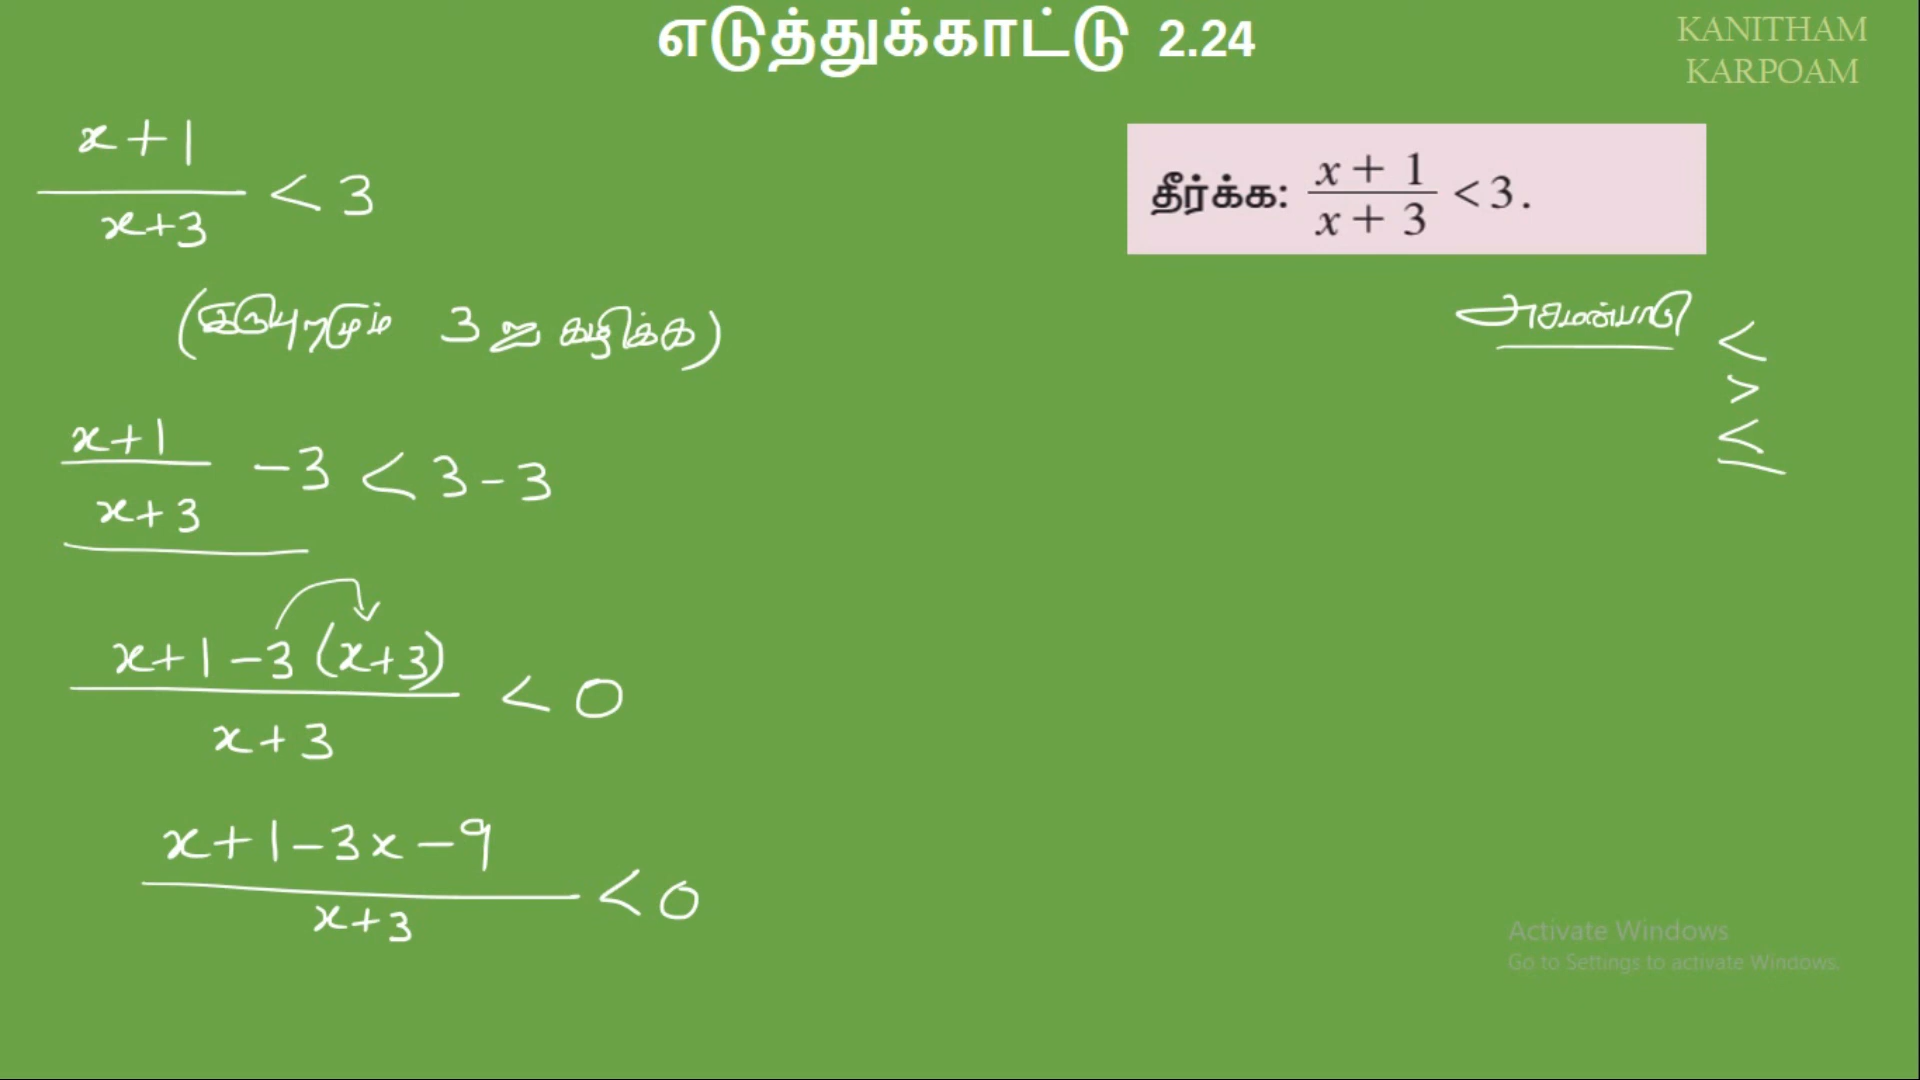 எடுத்துக்காட்டு 2.24
KANITHAM
KARPOAM
x+1
x+3
< 3
(இருபுறமும் 3 ஐ கழிக்க)
x+1
x+3
-3 < 3-3
x+1-3(x+3)
x+3
< 0
x+1-3x-9
x+3
< 0
தீர்க்க: x + 1
x + 3
< 3.
அசமன்பாடு <
>
≤
Activate Windows
Go to Settings to activate Windows.